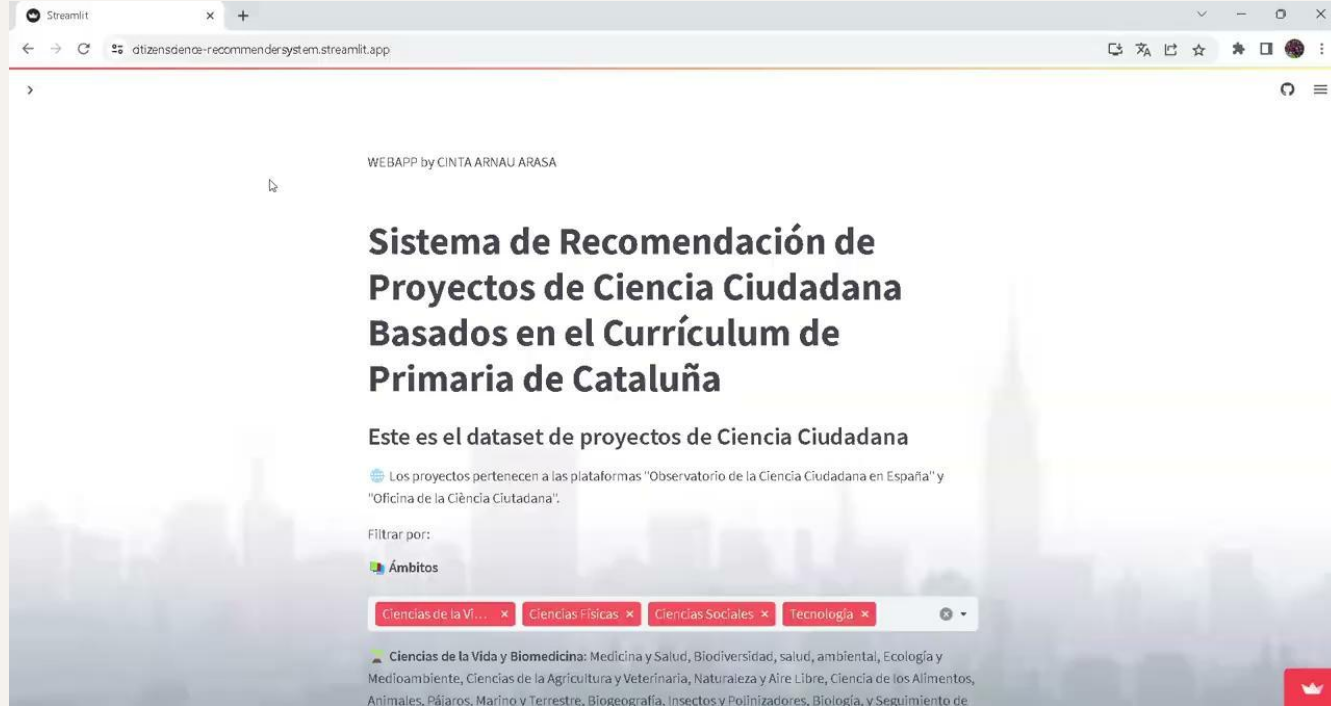 Streamlit
citizenscience-recommendersystem.streamlit.app
WEBAPP by CINTA ARNAU ARASA
Sistema de Recomendación de
Proyectos de Ciencia Ciudadana
Basados en el Currículum de
Primaria de Cataluña
Este es el dataset de proyectos de Ciencia Ciudadana
Los proyectos pertenecen a las plataformas "Observatorio de la Ciencia Ciudadana en España" y
"Oficina de la Ciència Ciutadana".
Filtrar por:
Ámbitos
Ciencias de la Vi... Ciencias Físicas Ciencias Sociales Tecnología
Ciencias de la Vida y Biomedicina: Medicina y Salud, Biodiversidad, salud, ambiental, Ecología y
Medioambiente, Ciencias de la Agricultura y Veterinaria, Naturaleza y Aire Libre, Ciencia de los Alimentos,
Animales, Pájaros, Marino y Terrestre, Biogeografía, Insectos y Polinizadores, Biología, y Seguimiento de